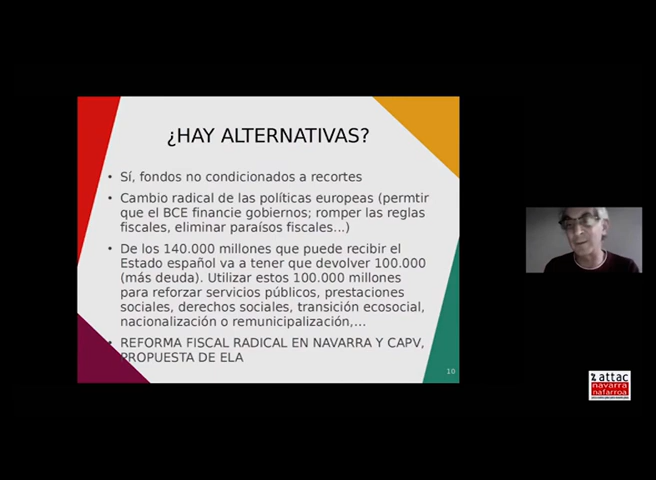 ¿HAY ALTERNATIVAS?
• Sí, fondos no condicionados a recortes
• Cambio radical de las políticas europeas (permtir
que el BCE financie gobiernos; romper las reglas
fiscales, eliminar paraísos fiscales...)
• De los 140.000 millones que puede recibir el
Estado español va a tener que devolver 100.000
(más deuda). Utilizar estos 100.000 millones
para reforzar servicios públicos, prestaciones
sociales, derechos sociales, transición ecosocial,
nacionalización o remunicipalización,...
• REFORMA FISCAL RADICAL EN NAVARRA Y CAPV,
PROPUESTA DE ELA
10
attac
navarra
nafarroa